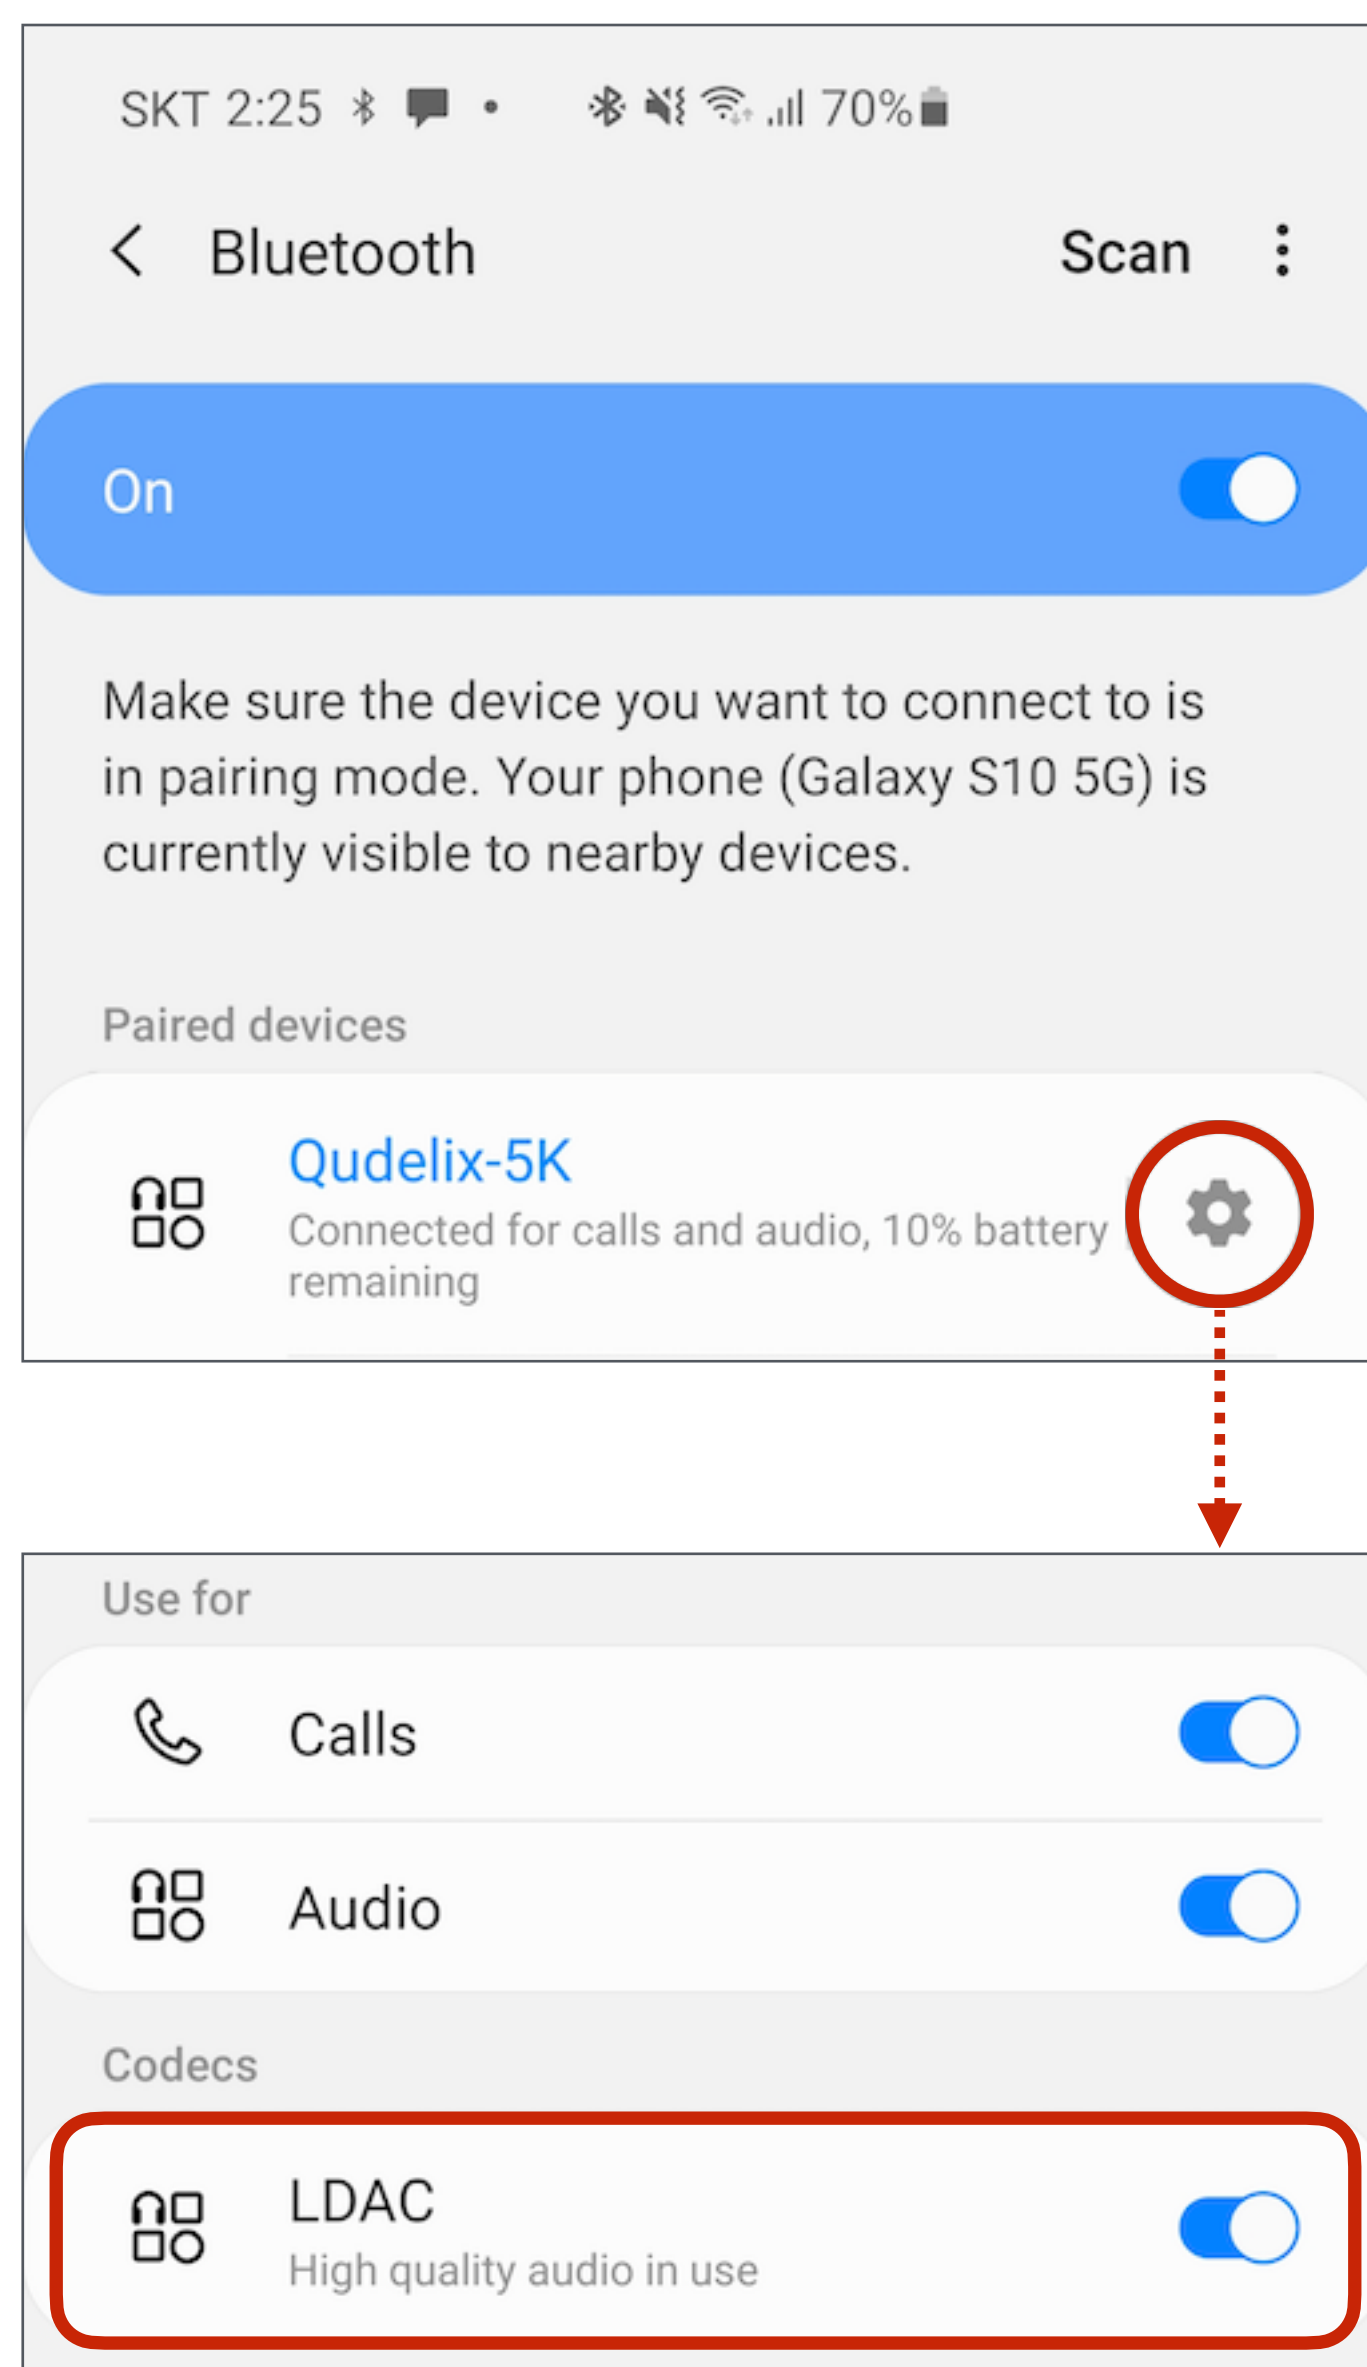 SKT 2:25 70%
Bluetooth Scan
On
Make sure the device you want to connect to is
in pairing mode. Your phone (Galaxy S10 5G) is
currently visible to nearby devices.
Paired devices
Qudelix-5K
Connected for calls and audio, 10% battery
remaining
Use for
Calls
Audio
Codecs
LDAC
High quality audio in use